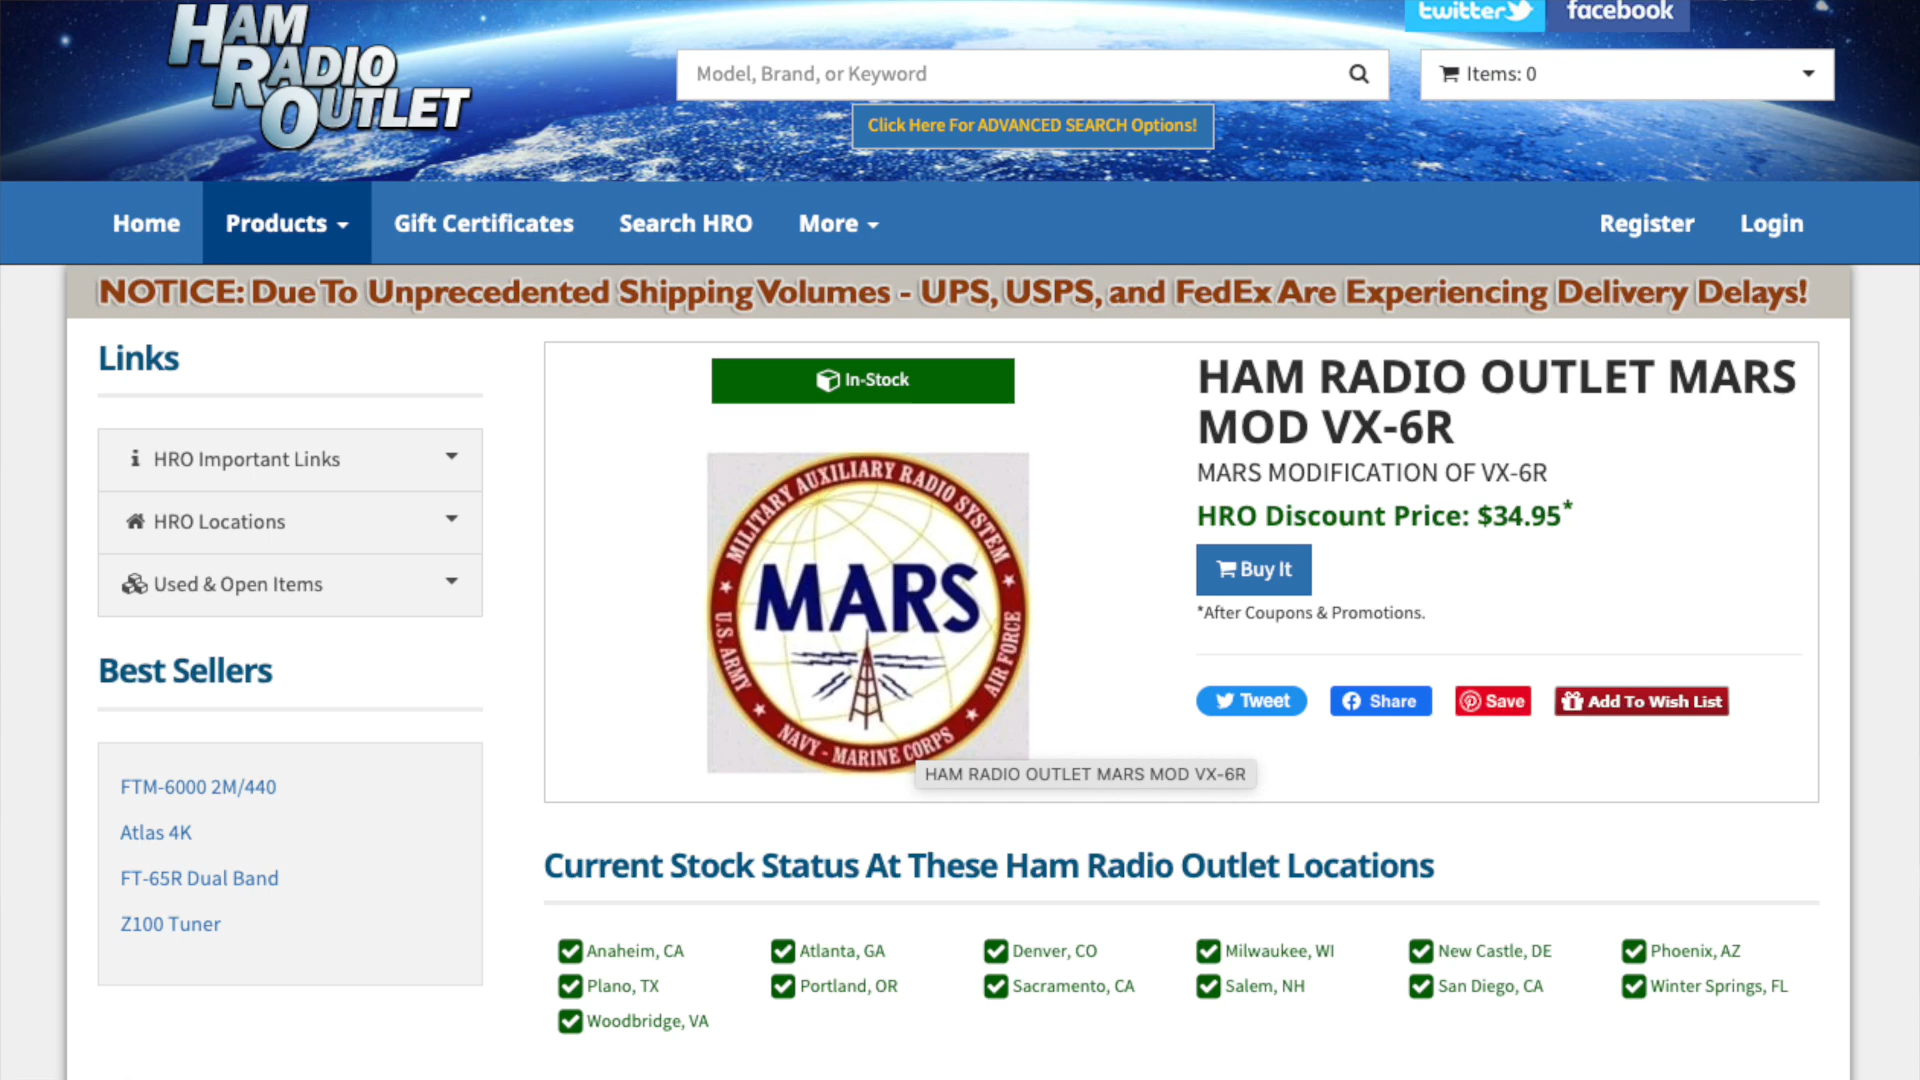 HAM
RADIO
OUTLET
twitter
facebook
Model, Brand, or Keyword
Items: 0
Click Here For ADVANCED SEARCH Options!
Home
Products
Gift Certificates
Search HRO
More
Register
Login
NOTICE: Due To Unprecedented Shipping Volumes - UPS, USPS, and FedEx Are Experiencing Delivery Delays!
Links
HRO Important Links
HRO Locations
Used & Open Items
Best Sellers
FTM-6000 2M/440
Atlas 4K
FT-65R Dual Band
Z100 Tuner
In-Stock
MILITARY AUXILIARY RADIO SYSTEM
MARS
U.S. ARMY
AIR FORCE
NAVY - MARINE CORPS
HAM RADIO OUTLET MARS MOD VX-6R
HAM RADIO OUTLET MARS
MOD VX-6R
MARS MODIFICATION OF VX-6R
HRO Discount Price: $34.95*
Buy It
*After Coupons & Promotions.
Tweet
Share
Save
Add To Wish List
Current Stock Status At These Ham Radio Outlet Locations
Anaheim, CA
Atlanta, GA
Denver, CO
Milwaukee, WI
New Castle, DE
Phoenix, AZ
Plano, TX
Portland, OR
Sacramento, CA
Salem, NH
San Diego, CA
Winter Springs, FL
Woodbridge, VA